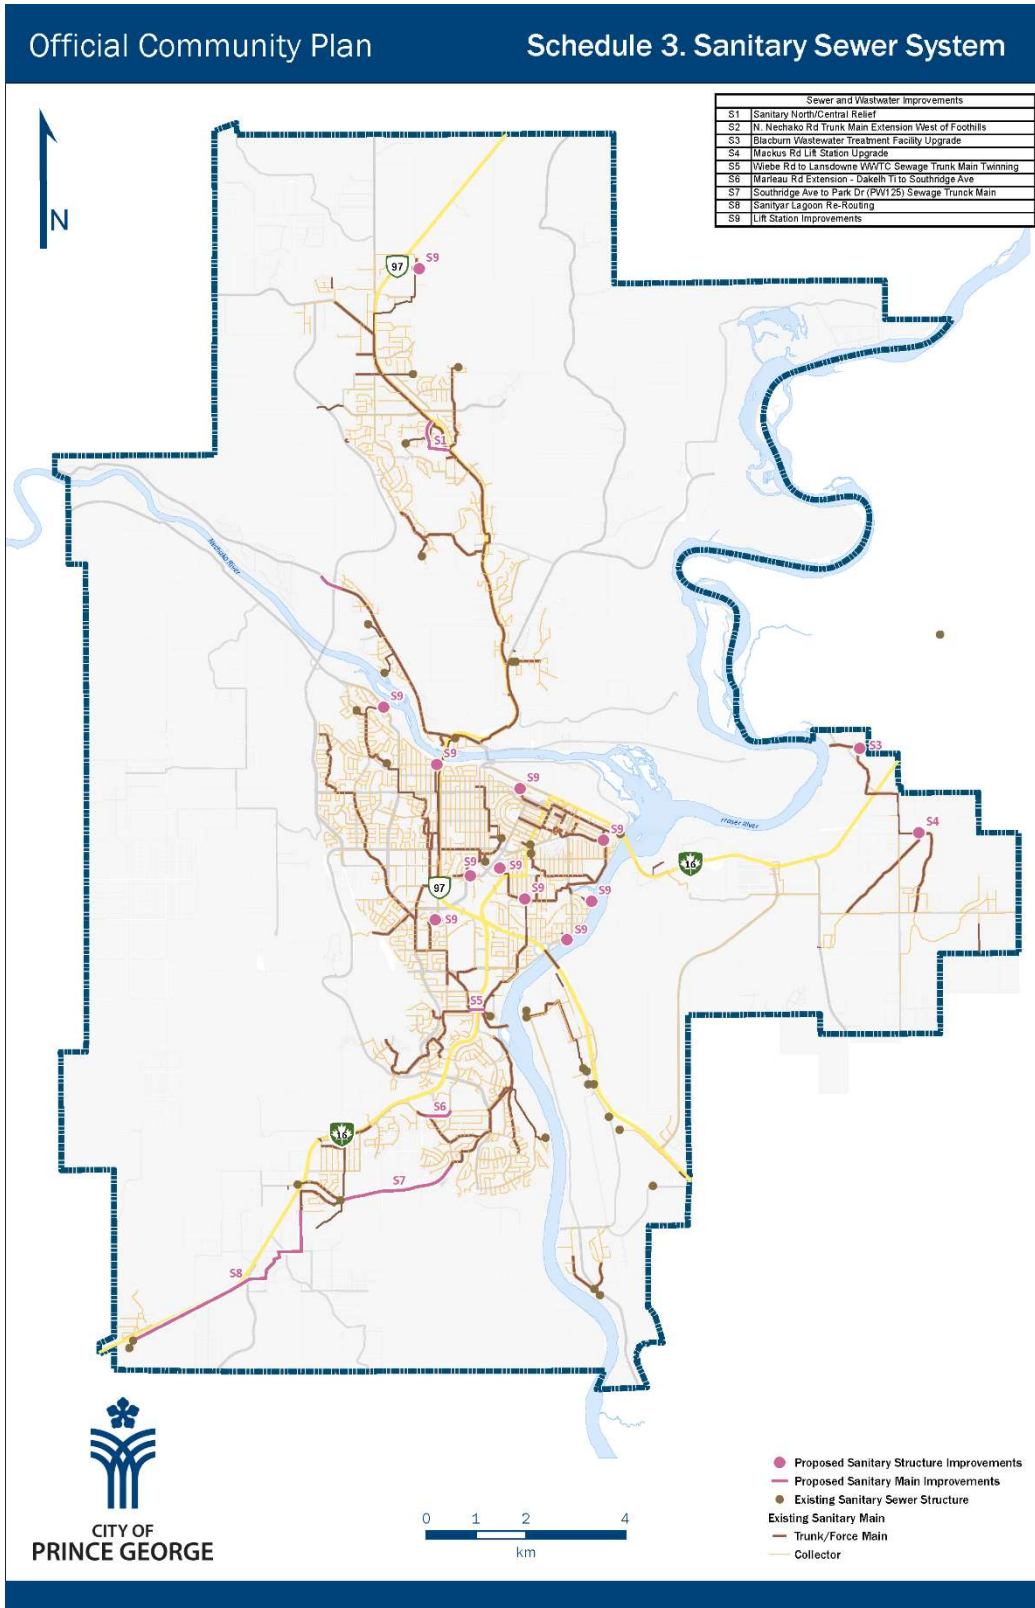 Official Community Plan
Schedule 3. Sanitary Sewer System
Sewer and Wastwater Improvements
S1 Sanitary North/Central Relief
S2 N. Nechako Rd Trunk Main Extension West of Foothills
S3 Blacburn Wastewater Treatment Facility Upgrade
S4 Mackus Rd Lift Station Upgrade
S5 Wiebe Rd to Lansdowne WWTC Sewage Trunk Main Twinning
S6 Marleau Rd Extension - Dakelh Ti to Southridge Ave
S7 Southridge Ave to Park Dr (PW125) Sewage Trunck Main
S8 Sanityar Lagoon Re-Routing
S9 Lift Station Improvements
N
97
S9
S1
Nechako River
S9
S9
S3
S9
Fraser River
S9
S4
16
S9
S9
97
S9
S9
S9
S9
S5
S6
16
S7
S8
CITY OF
PRINCE GEORGE
0 1 2 4
km
Proposed Sanitary Structure Improvements
Proposed Sanitary Main Improvements
Existing Sanitary Sewer Structure
Existing Sanitary Main
Trunk/Force Main
Collector